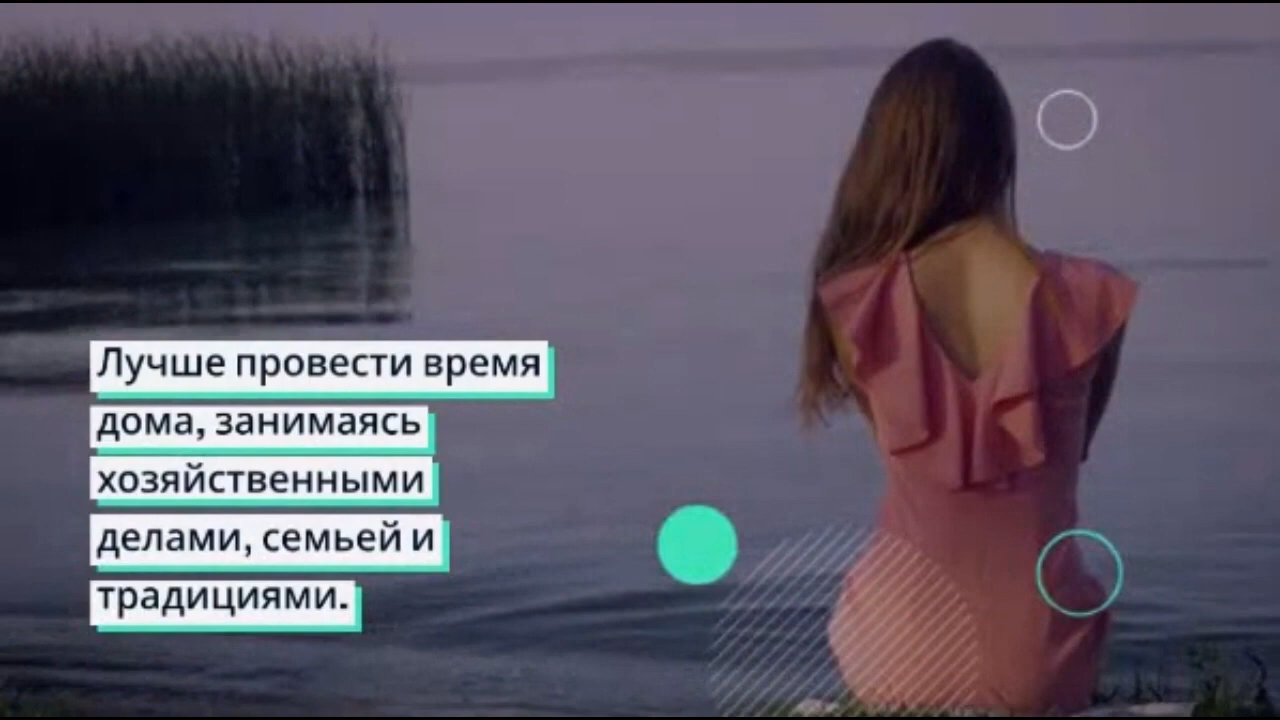 Лучше провести время
дома, занимаясь
хозяйственными
делами, семьей и
традициями.